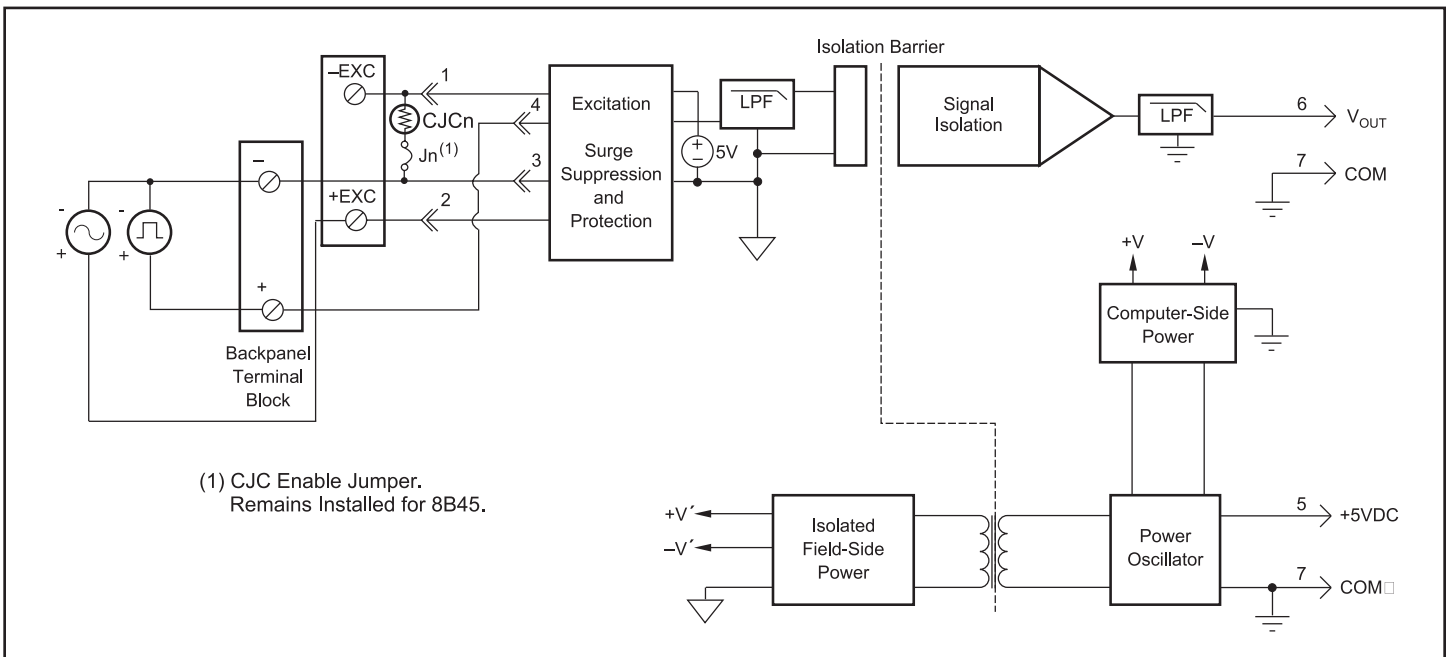 Isolation Barrier
–EXC
1
CJCn
Jn(1)
4
3
+EXC
2
–
+
-
+
-
+
Backpanel
Terminal
Block
Excitation
Surge
Suppression
and
Protection
LPF
+
–
5V
Signal
Isolation
LPF
6
VOUT
7
COM
+V
–V
Computer-Side
Power
(1) CJC Enable Jumper.
Remains Installed for 8B45.
+V´
–V´
Isolated
Field-Side
Power
Power
Oscillator
5
+5VDC
7
COM□